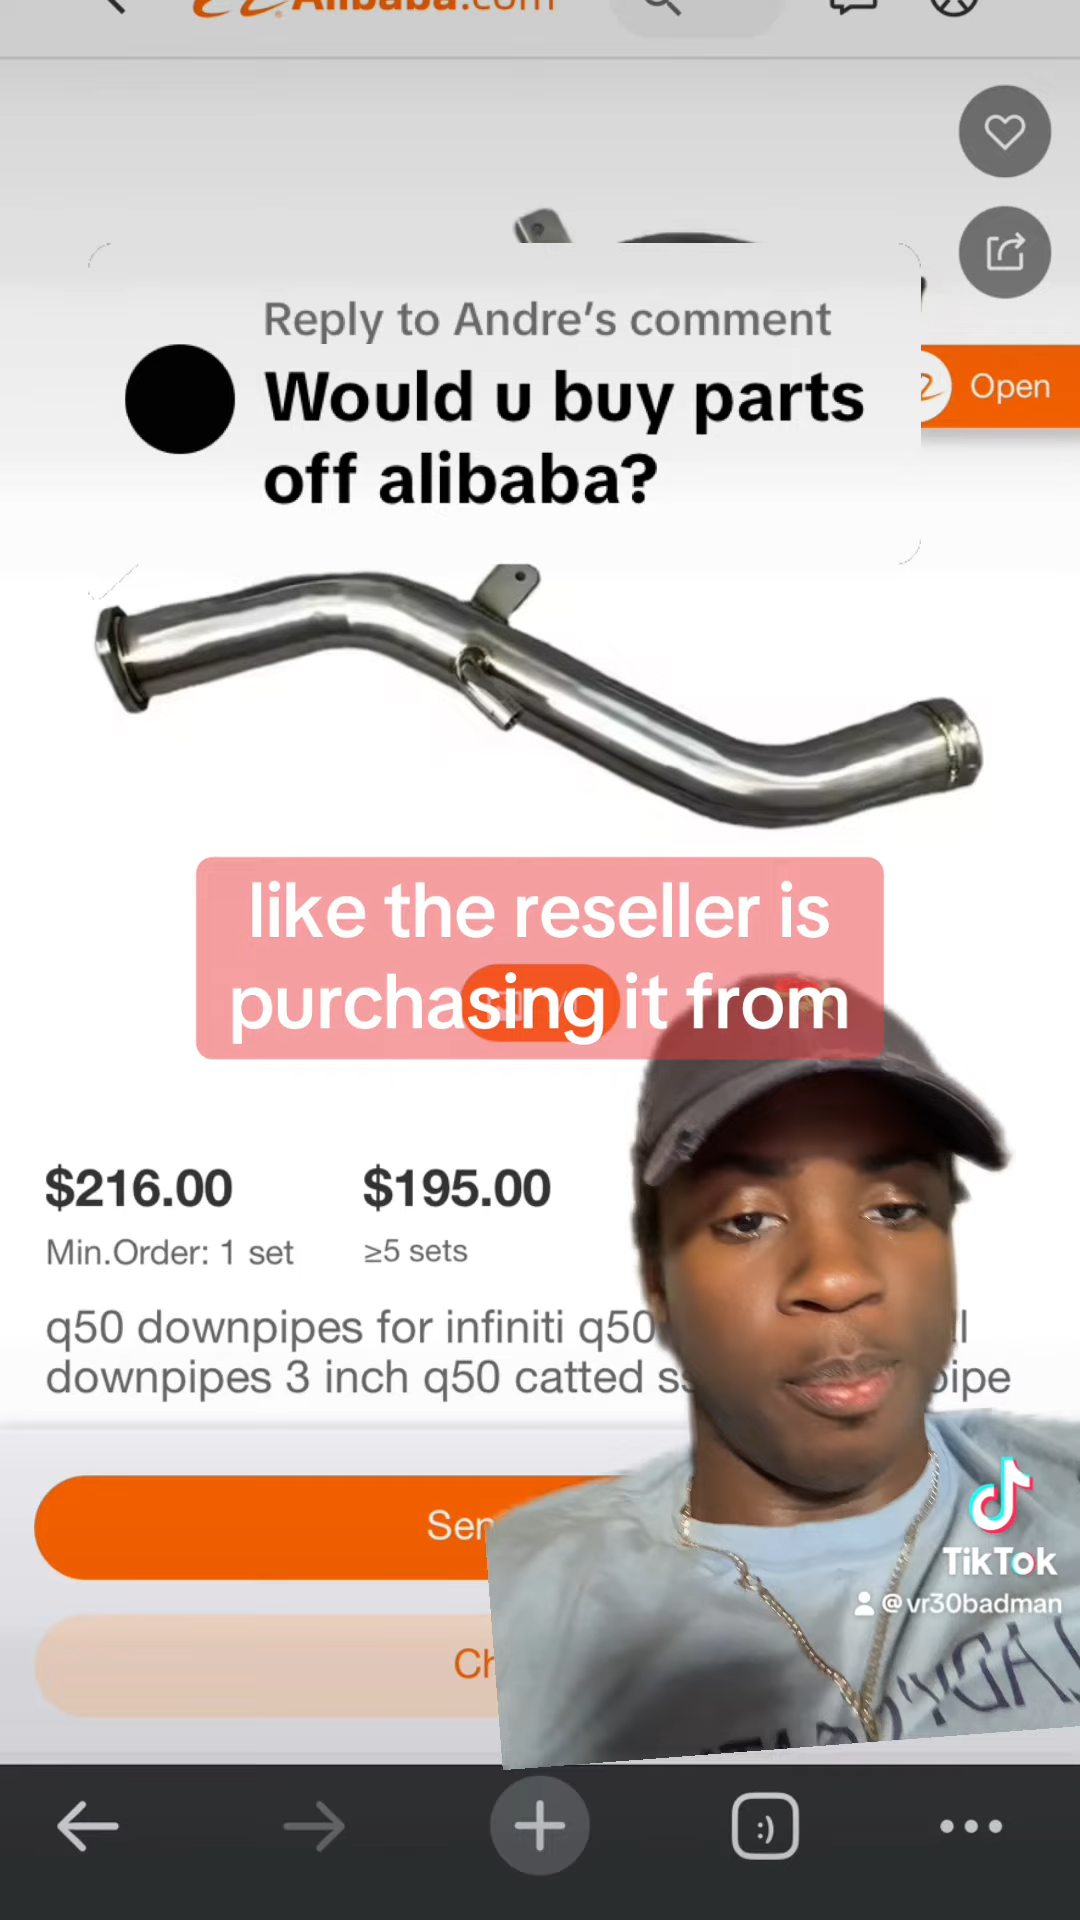 Alibaba.com
Reply to Andre's comment
Would u buy parts
off alibaba?
Open
like the reseller is
purchasing it from
$216.00
$195.00
Min.Order: 1 set
≥5 sets
q50 downpipes for infiniti q50
downpipes 3 inch q50 catted
TikTok
@vr30badman
:)